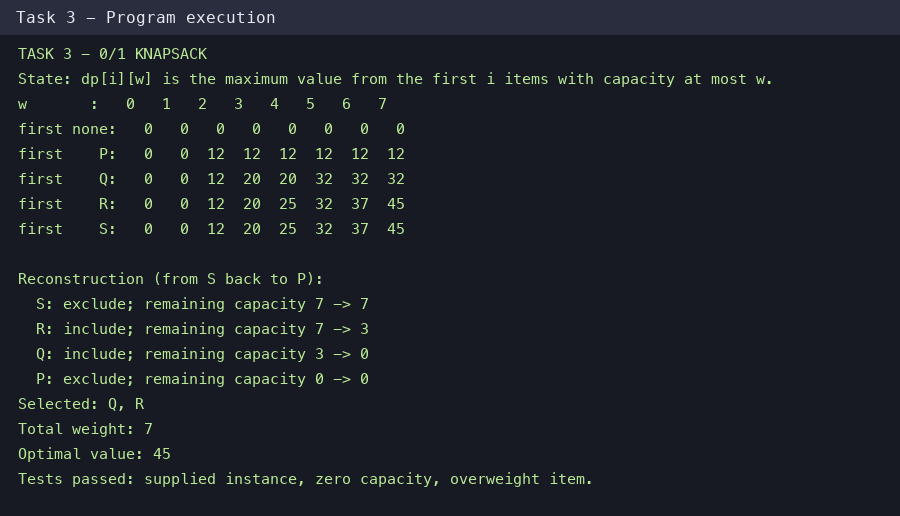 Task 3 — Program execution
TASK 3 — 0/1 KNAPSACK
State: dp[i][w] is the maximum value from the first i items with capacity at most w.
w       :   0   1   2   3   4   5   6   7
first none:   0   0   0   0   0   0   0   0
first    P:   0   0  12  12  12  12  12  12
first    Q:   0   0  12  20  20  32  32  32
first    R:   0   0  12  20  25  32  37  45
first    S:   0   0  12  20  25  32  37  45
Reconstruction (from S back to P):
  S: exclude; remaining capacity 7 -> 7
  R: include; remaining capacity 7 -> 3
  Q: include; remaining capacity 3 -> 0
  P: exclude; remaining capacity 0 -> 0
Selected: Q, R
Total weight: 7
Optimal value: 45
Tests passed: supplied instance, zero capacity, overweight item.